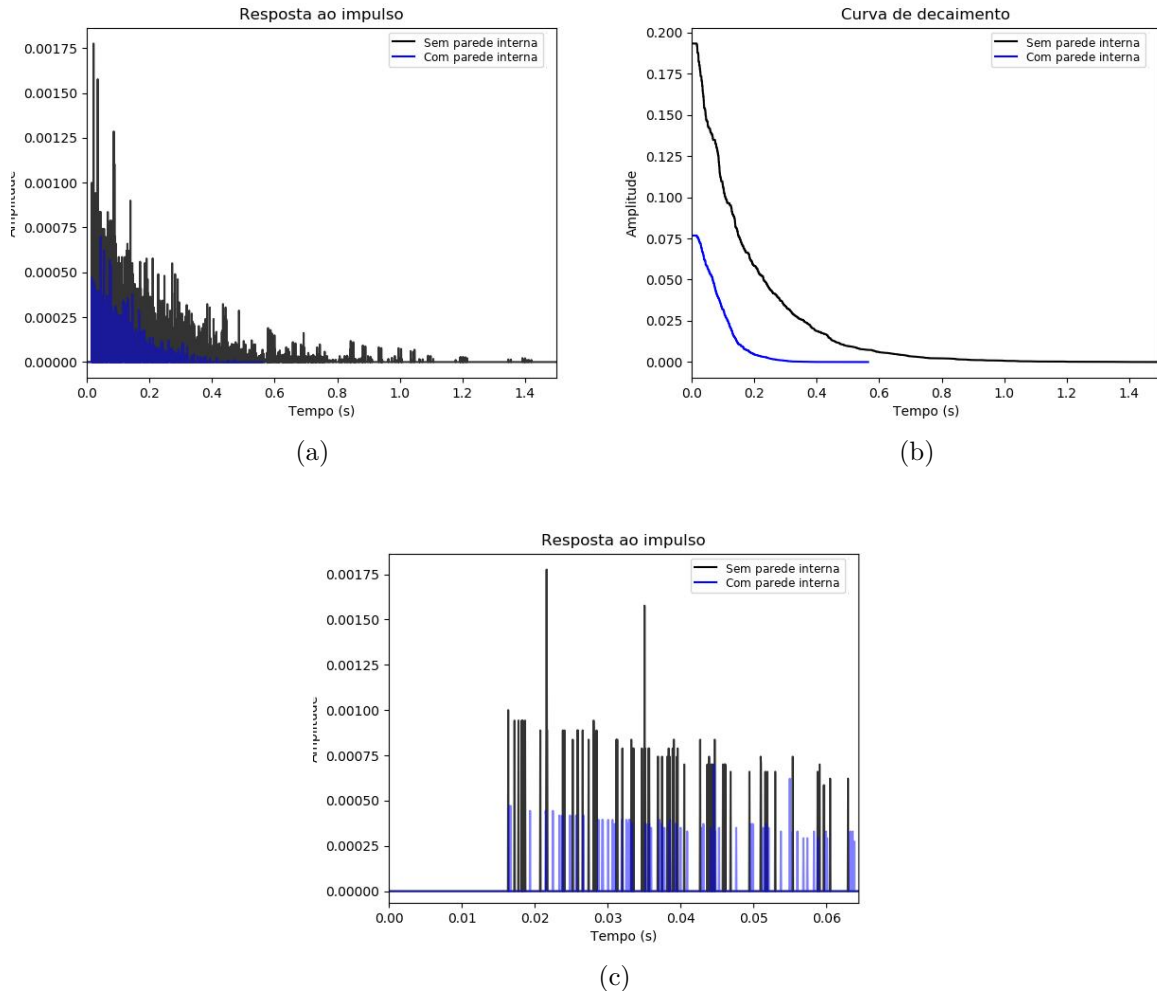 Resposta ao impulso
Sem parede interna
Com parede interna
0.00175
0.00150
0.00125
0.00100
0.00075
0.00050
0.00025
0.00000
Amplitude
0.0 0.2 0.4 0.6 0.8 1.0 1.2 1.4
Tempo (s)
(a)
Curva de decaimento
Sem parede interna
Com parede interna
0.200
0.175
0.150
0.125
0.100
0.075
0.050
0.025
0.000
Amplitude
0.0 0.2 0.4 0.6 0.8 1.0 1.2 1.4
Tempo (s)
(b)
Resposta ao impulso
Sem parede interna
Com parede interna
0.00175
0.00150
0.00125
0.00100
0.00075
0.00050
0.00025
0.00000
Amplitude
0.00 0.01 0.02 0.03 0.04 0.05 0.06
Tempo (s)
(c)